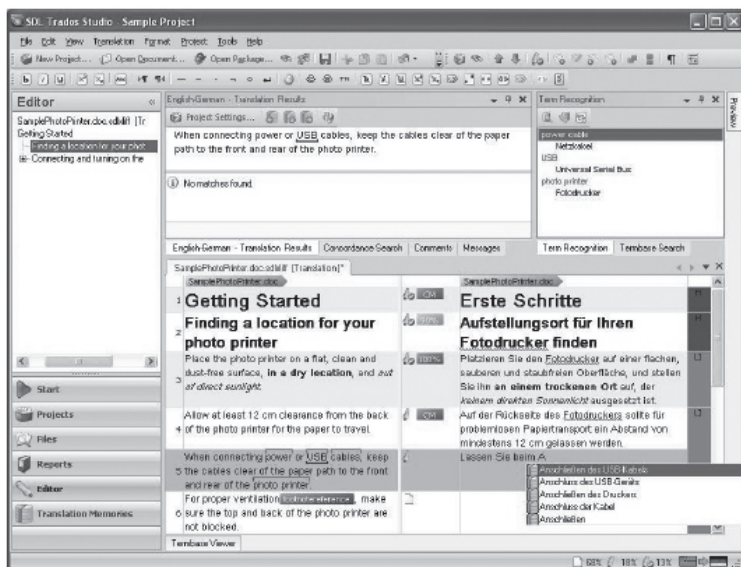 SDL Trados Studio - Sample Project
File Edit View Translation Format Project Tools Help
New Project... Open Document... Open Package...
Editor
SamplePhotoPrinter.doc.sdlxliff [Tr
Getting Started
Finding a location for your phot
Connecting and turning on the
Start
Projects
Files
Reports
Editor
Translation Memories
English-German - Translation Results
Project Settings...
When connecting power or USB cables, keep the cables clear of the paper
path to the front and rear of the photo printer.
No matches found.
English-German - Translation Results Concordance Search Comments Messages
Term Recognition
power cable
Netzkabel
USB
Universal Serial Bus
photo printer
Fotodrucker
Term Recognition Termbase Search
Preview
SamplePhotoPrinter.doc.sdlxliff [Translation]*
SamplePhotoPrinter.doc SamplePhotoPrinter.doc
1 Getting Started CM Erste Schritte H
2 Finding a location for your
photo printer
Aufstellungsort für Ihren
Fotodrucker finden
3 Place the photo printer on a flat, clean and
dust-free surface, in a dry location, and out
of direct sunlight.
100%
Platzieren Sie den Fotodrucker auf einer flachen,
sauberen und staubfreien Oberfläche, und stellen
Sie ihn an einem trockenen Ort auf, der
keinem direkten Sonnenlicht ausgesetzt ist.
4 Allow at least 12 cm clearance from the back
of the photo printer for the paper to travel.
CM
Auf der Rückseite des Fotodruckers sollte für
problemlosen Papiertransport ein Abstand von
mindestens 12 cm gelassen werden.
5 When connecting power or USB cables, keep
the cables clear of the paper path to the front
and rear of the photo printer.
Lassen Sie beim A
Anschließen des USB-Kabels
Anschluss des USB-Geräts
Anschließen des Druckers
Anschluss der Kabel
Anschließen
6 For proper ventilation footnotereference, make
sure the top and back of the photo printer are
not blocked.
Termbase Viewer
68% 18% 13%